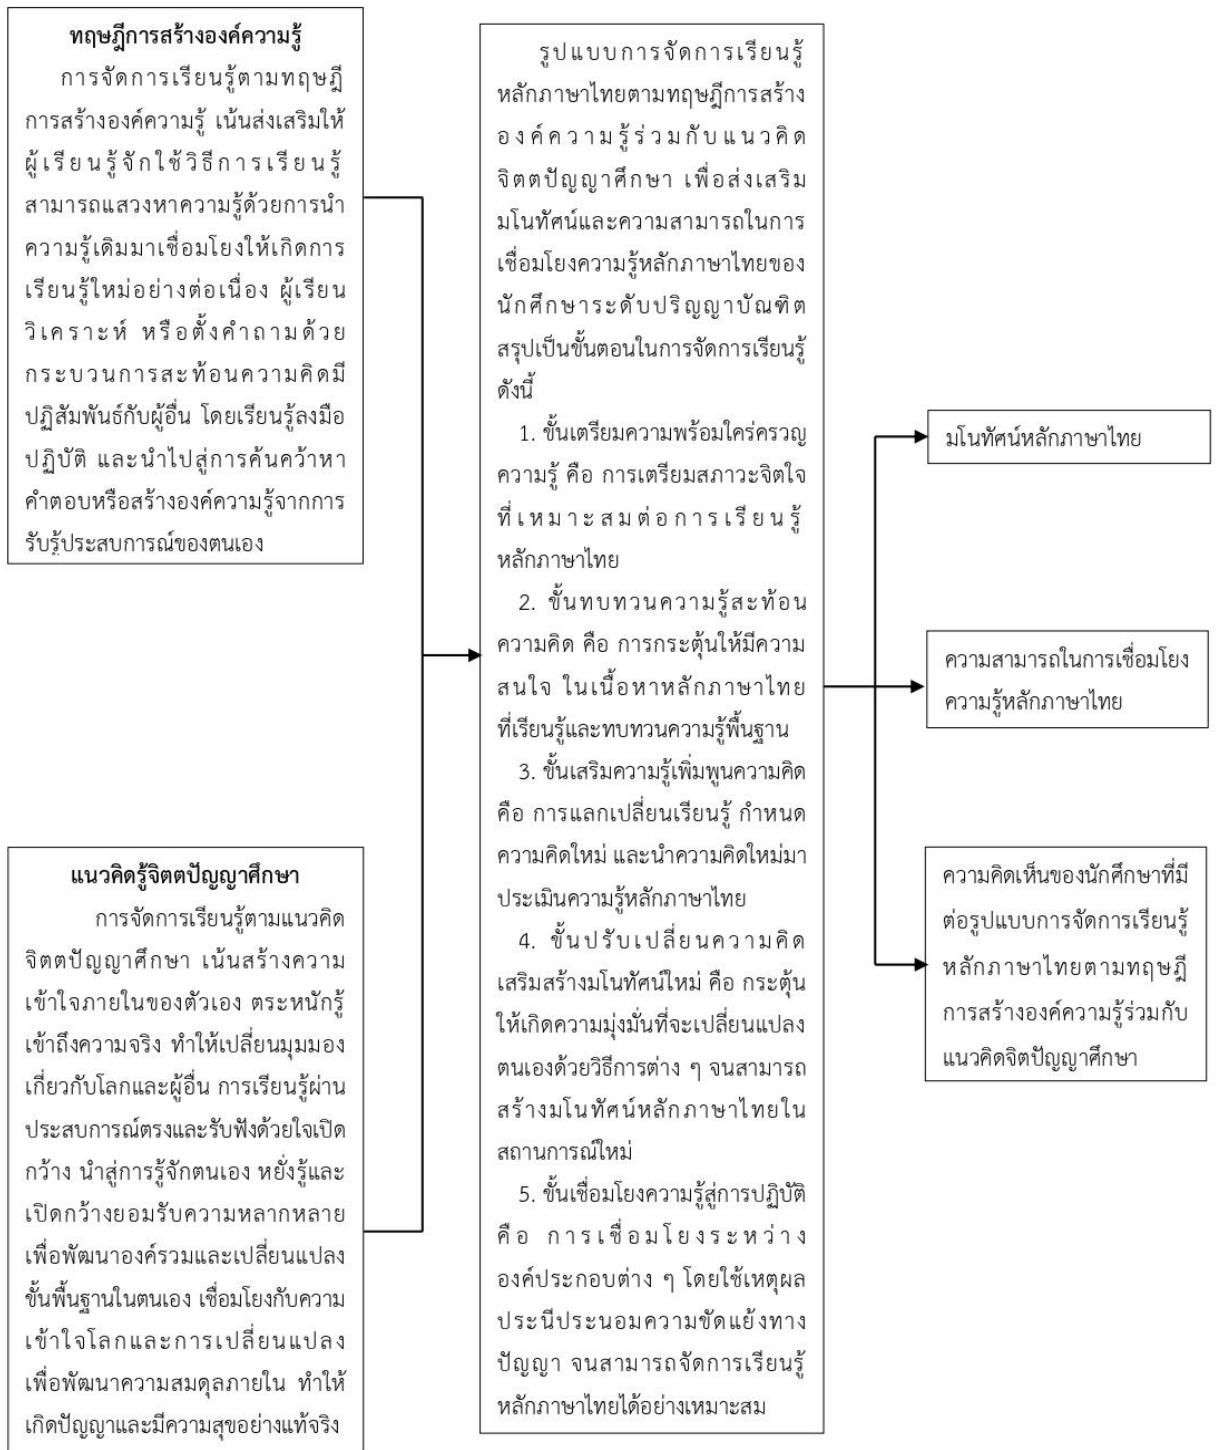 ทฤษฎีการสร้างองค์ความรู้
การจัดการเรียนรู้ตามทฤษฎี
การสร้างองค์ความรู้ เน้นส่งเสริมให้
ผู้เรียนรู้จักใช้วิธีการเรียนรู้
สามารถแสวงหาความรู้ด้วยการนำ
ความรู้เดิมมาเชื่อมโยงให้เกิดการ
เรียนรู้ใหม่อย่างต่อเนื่อง ผู้เรียน
วิเคราะห์ หรือตั้งคำถามด้วย
กระบวนการสะท้อนความคิดมี
ปฏิสัมพันธ์กับผู้อื่น โดยเรียนรู้ลงมือ
ปฏิบัติ และนำไปสู่การค้นคว้าหา
คำตอบหรือสร้างองค์ความรู้จากการ
รับรู้ประสบการณ์ของตนเอง
แนวคิดรู้จิตตปัญญาศึกษา
การจัดการเรียนรู้ตามแนวคิด
จิตตปัญญาศึกษา เน้นสร้างความ
เข้าใจภายในของตัวเอง ตระหนักรู้
เข้าถึงความจริง ทำให้เปลี่ยนมุมมอง
เกี่ยวกับโลกและผู้อื่น การเรียนรู้ผ่าน
ประสบการณ์ตรงและรับฟังด้วยใจเปิด
กว้าง นำสู่การรู้จักตนเอง หยั่งรู้และ
เปิดกว้างยอมรับความหลากหลาย
เพื่อพัฒนาองค์รวมและเปลี่ยนแปลง
ขั้นพื้นฐานในตนเอง เชื่อมโยงกับความ
เข้าใจโลกและการเปลี่ยนแปลง
เพื่อพัฒนาความสมดุลภายใน ทำให้
เกิดปัญญาและมีความสุขอย่างแท้จริง
รูปแบบการจัดการเรียนรู้
หลักภาษาไทยตามทฤษฎีการสร้าง
องค์ความรู้ร่วมกับแนวคิด
จิตตปัญญาศึกษา เพื่อส่งเสริม
มโนทัศน์และความสามารถในการ
เชื่อมโยงความรู้หลักภาษาไทยของ
นักศึกษาระดับปริญญาบัณฑิต
สรุปเป็นขั้นตอนในการจัดการเรียนรู้
ดังนี้
1. ขั้นเตรียมความพร้อมใคร่ครวญ
ความรู้ คือ การเตรียมสภาวะจิตใจ
ที่เหมาะสมต่อการเรียนรู้
หลักภาษาไทย
2. ขั้นทบทวนความรู้สะท้อน
ความคิด คือ การกระตุ้นให้มีความ
สนใจ ในเนื้อหาหลักภาษาไทย
ที่เรียนรู้และทบทวนความรู้พื้นฐาน
3. ขั้นเสริมความรู้เพิ่มพูนความคิด
คือ การแลกเปลี่ยนเรียนรู้ กำหนด
ความคิดใหม่ และนำความคิดใหม่มา
ประเมินความรู้หลักภาษาไทย
4. ขั้นปรับเปลี่ยนความคิด
เสริมสร้างมโนทัศน์ใหม่ คือ กระตุ้น
ให้เกิดความมุ่งมั่นที่จะเปลี่ยนแปลง
ตนเองด้วยวิธีการต่าง ๆ จนสามารถ
สร้างมโนทัศน์หลักภาษาไทยใน
สถานการณ์ใหม่
5. ขั้นเชื่อมโยงความรู้สู่การปฏิบัติ
คือ การเชื่อมโยงระหว่าง
องค์ประกอบต่าง ๆ โดยใช้เหตุผล
ประนีประนอมความขัดแย้งทาง
ปัญญา จนสามารถจัดการเรียนรู้
หลักภาษาไทยได้อย่างเหมาะสม
มโนทัศน์หลักภาษาไทย
ความสามารถในการเชื่อมโยง
ความรู้หลักภาษาไทย
ความคิดเห็นของนักศึกษาที่มี
ต่อรูปแบบการจัดการเรียนรู้
หลักภาษาไทยตามทฤษฎี
การสร้างองค์ความรู้ร่วมกับ
แนวคิดจิตปัญญาศึกษา